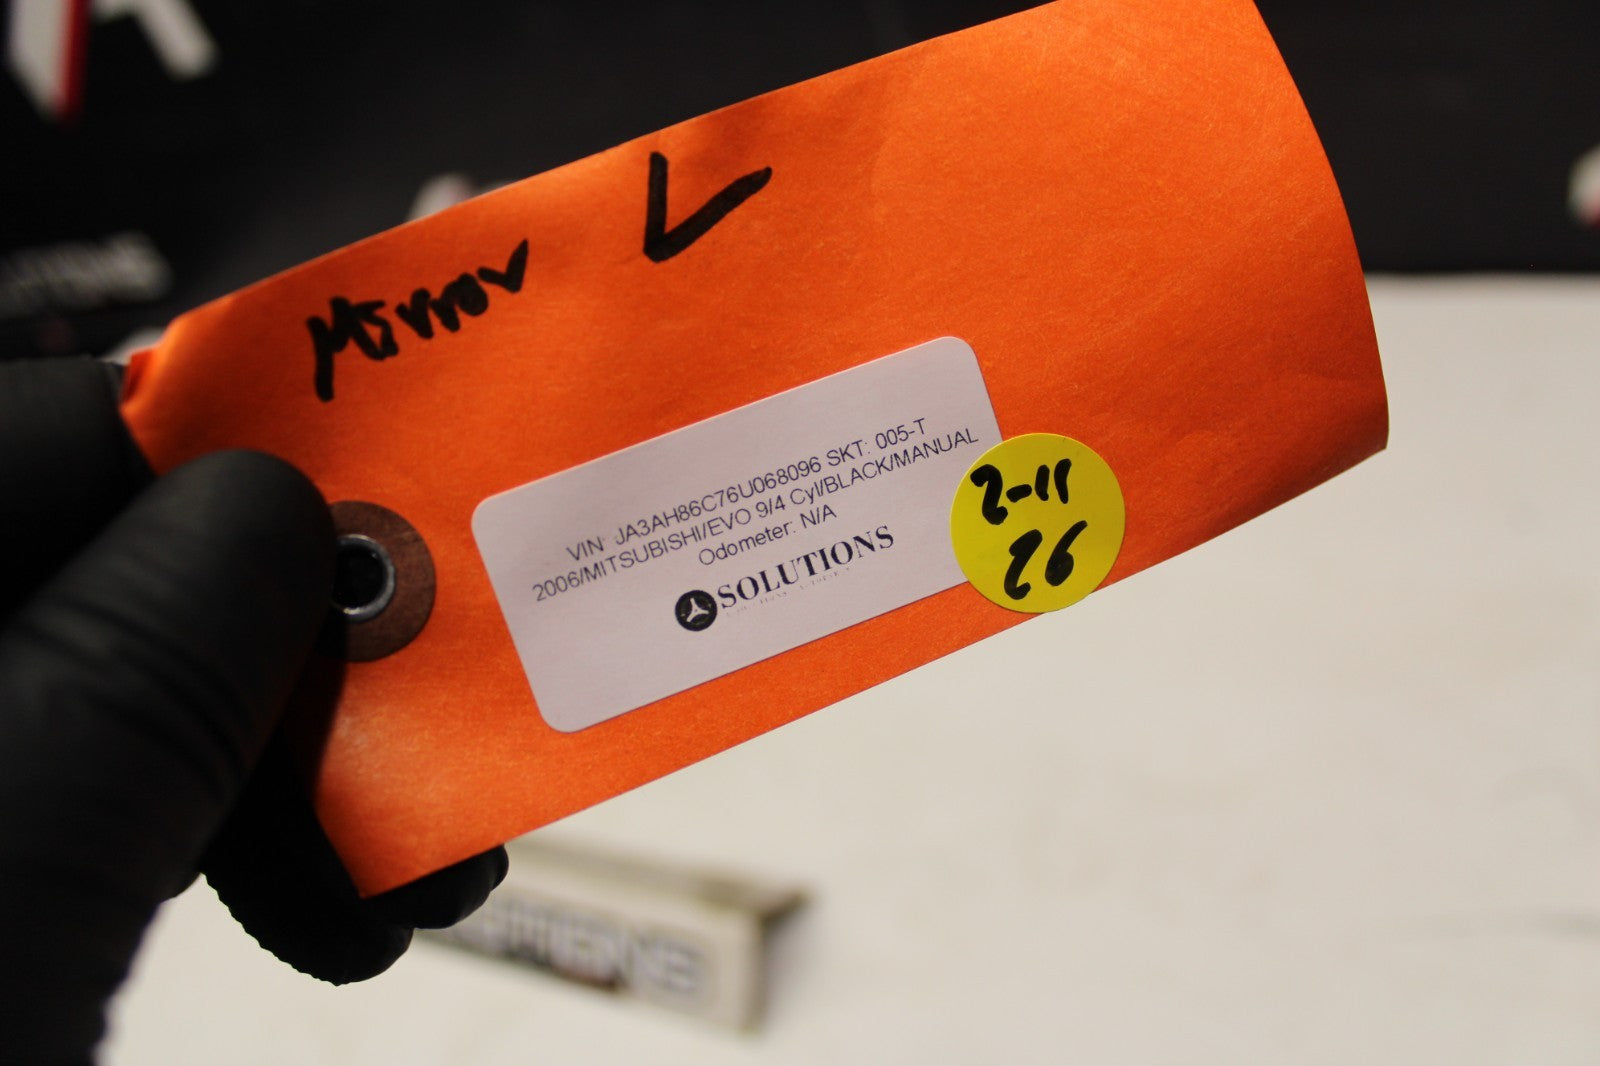 Mirror L
VIN: JA3AH86C76U068096 SKT: 005-T
2006/MITSUBISHI/EVO 9/4 Cyl/BLACK/MANUAL
Odometer: N/A
SOLUTIONS
2-11
26